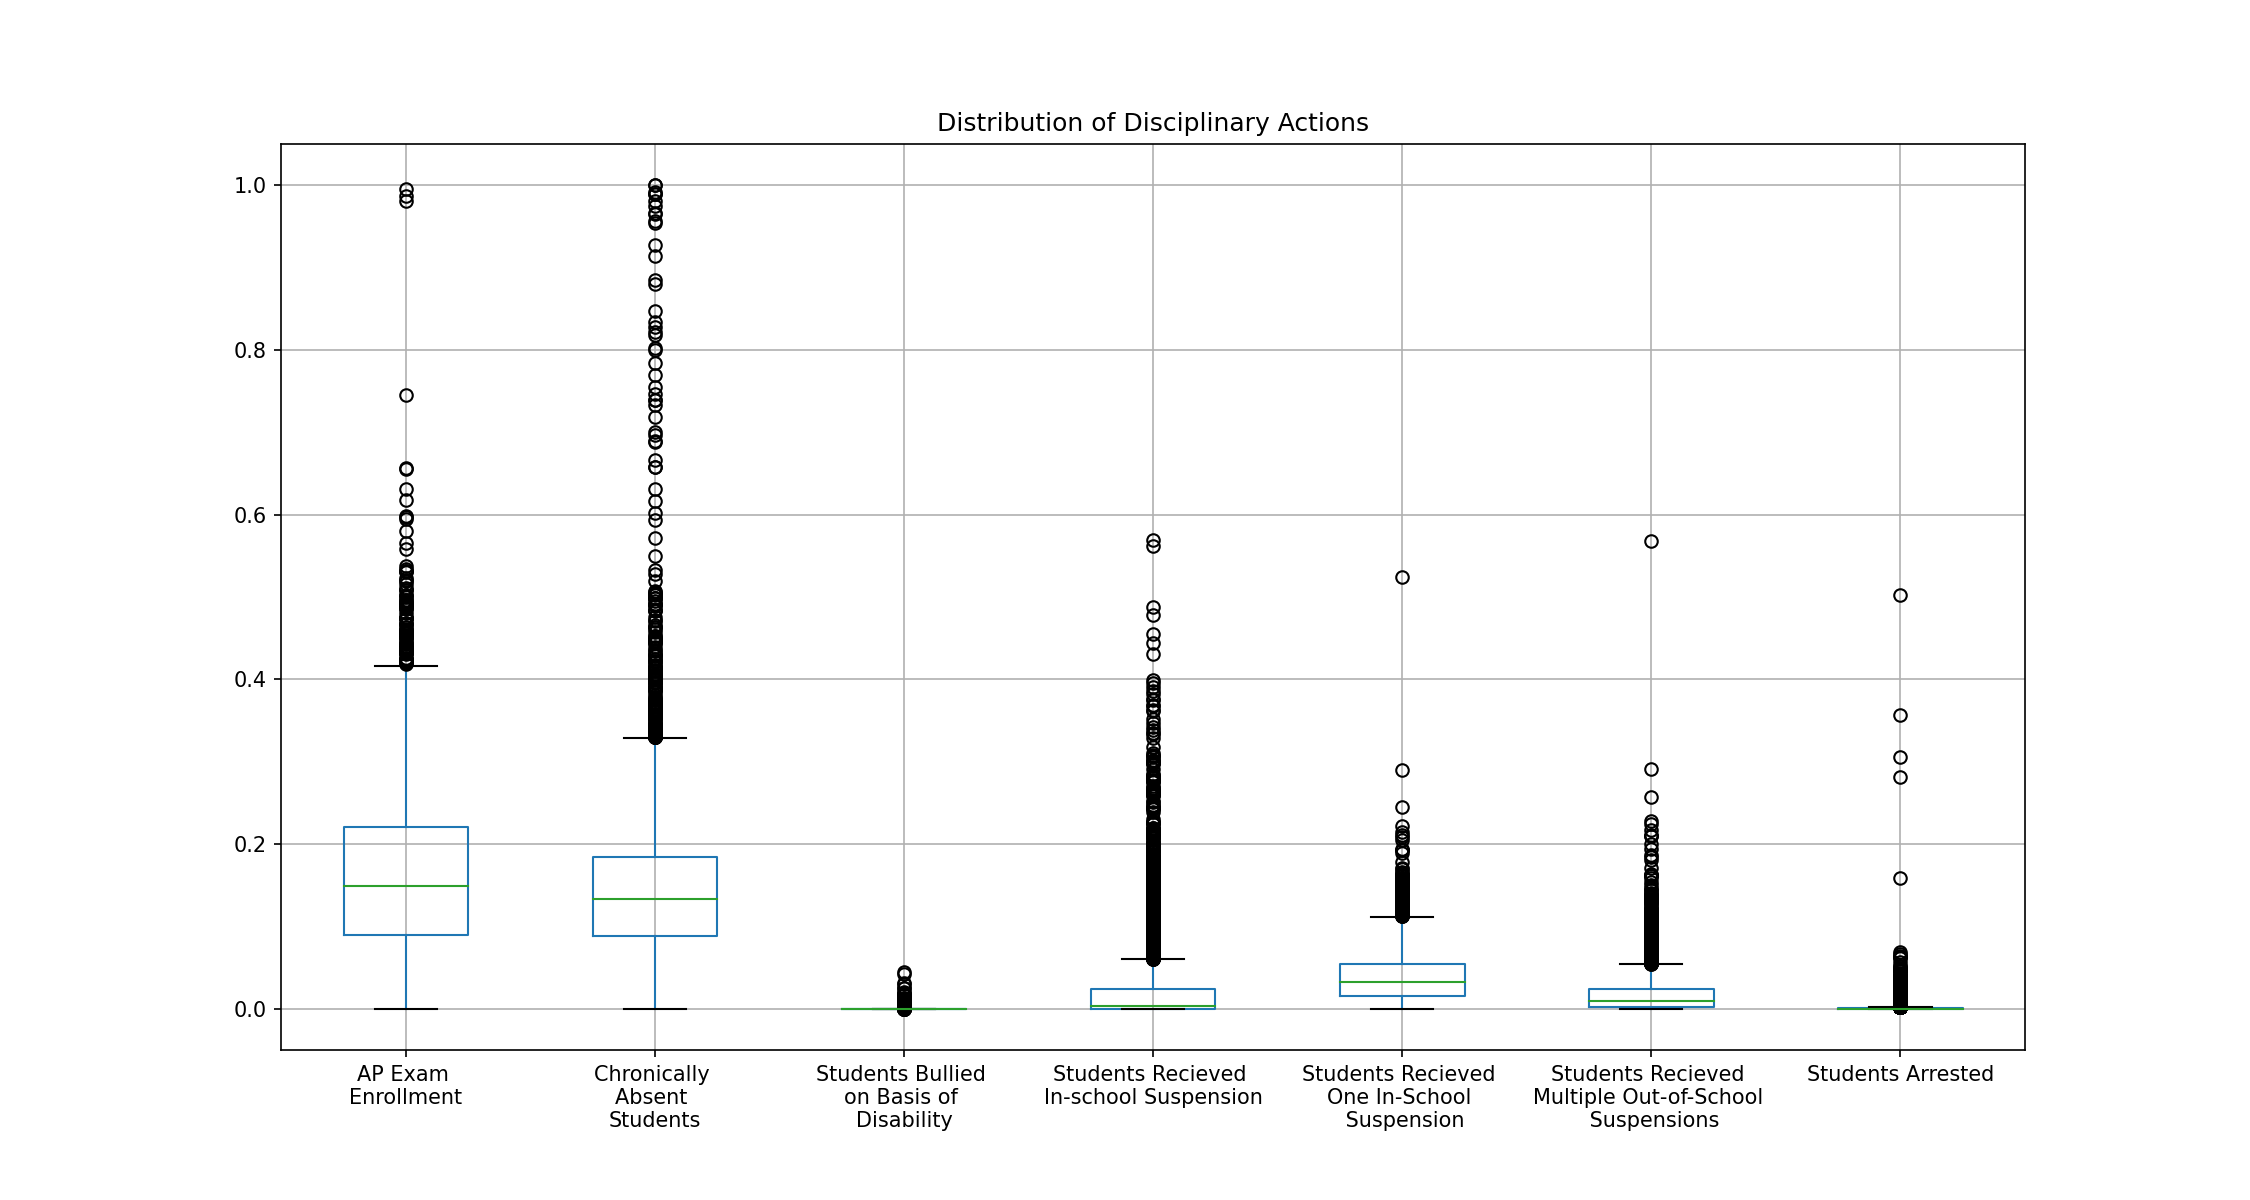 Distribution of Disciplinary Actions
1.0
0.8
0.6
0.4
0.2
0.0
AP Exam
Enrollment
Chronically
Absent
Students
Students Bullied
on Basis of
Disability
Students Recieved
In-school Suspension
Students Recieved
One In-School
Suspension
Students Recieved
Multiple Out-of-School
Suspensions
Students Arrested